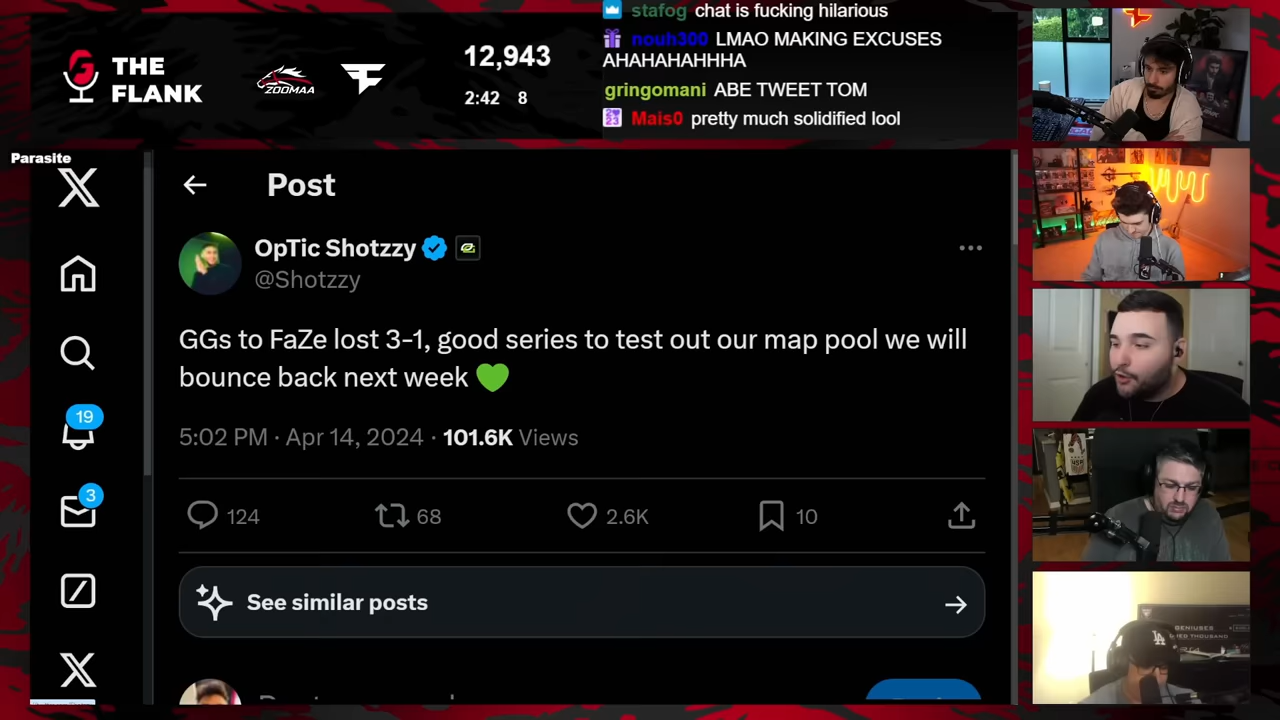 stafog chat is fucking hilarious
nouh300 LMAO MAKING EXCUSES
AHAHAHAHHHA
gringomani ABE TWEET TOM
Mais0 pretty much solidified lool
THE
FLANK
ZOOMAA
12,943
2:42 8
Parasite
Post
OpTic Shotzzy
@Shotzzy
GGs to FaZe lost 3-1, good series to test out our map pool we will
bounce back next week 💚
5:02 PM · Apr 14, 2024 · 101.6K Views
124 68 2.6K 10
See similar posts
19
3
LA
GENIUSES